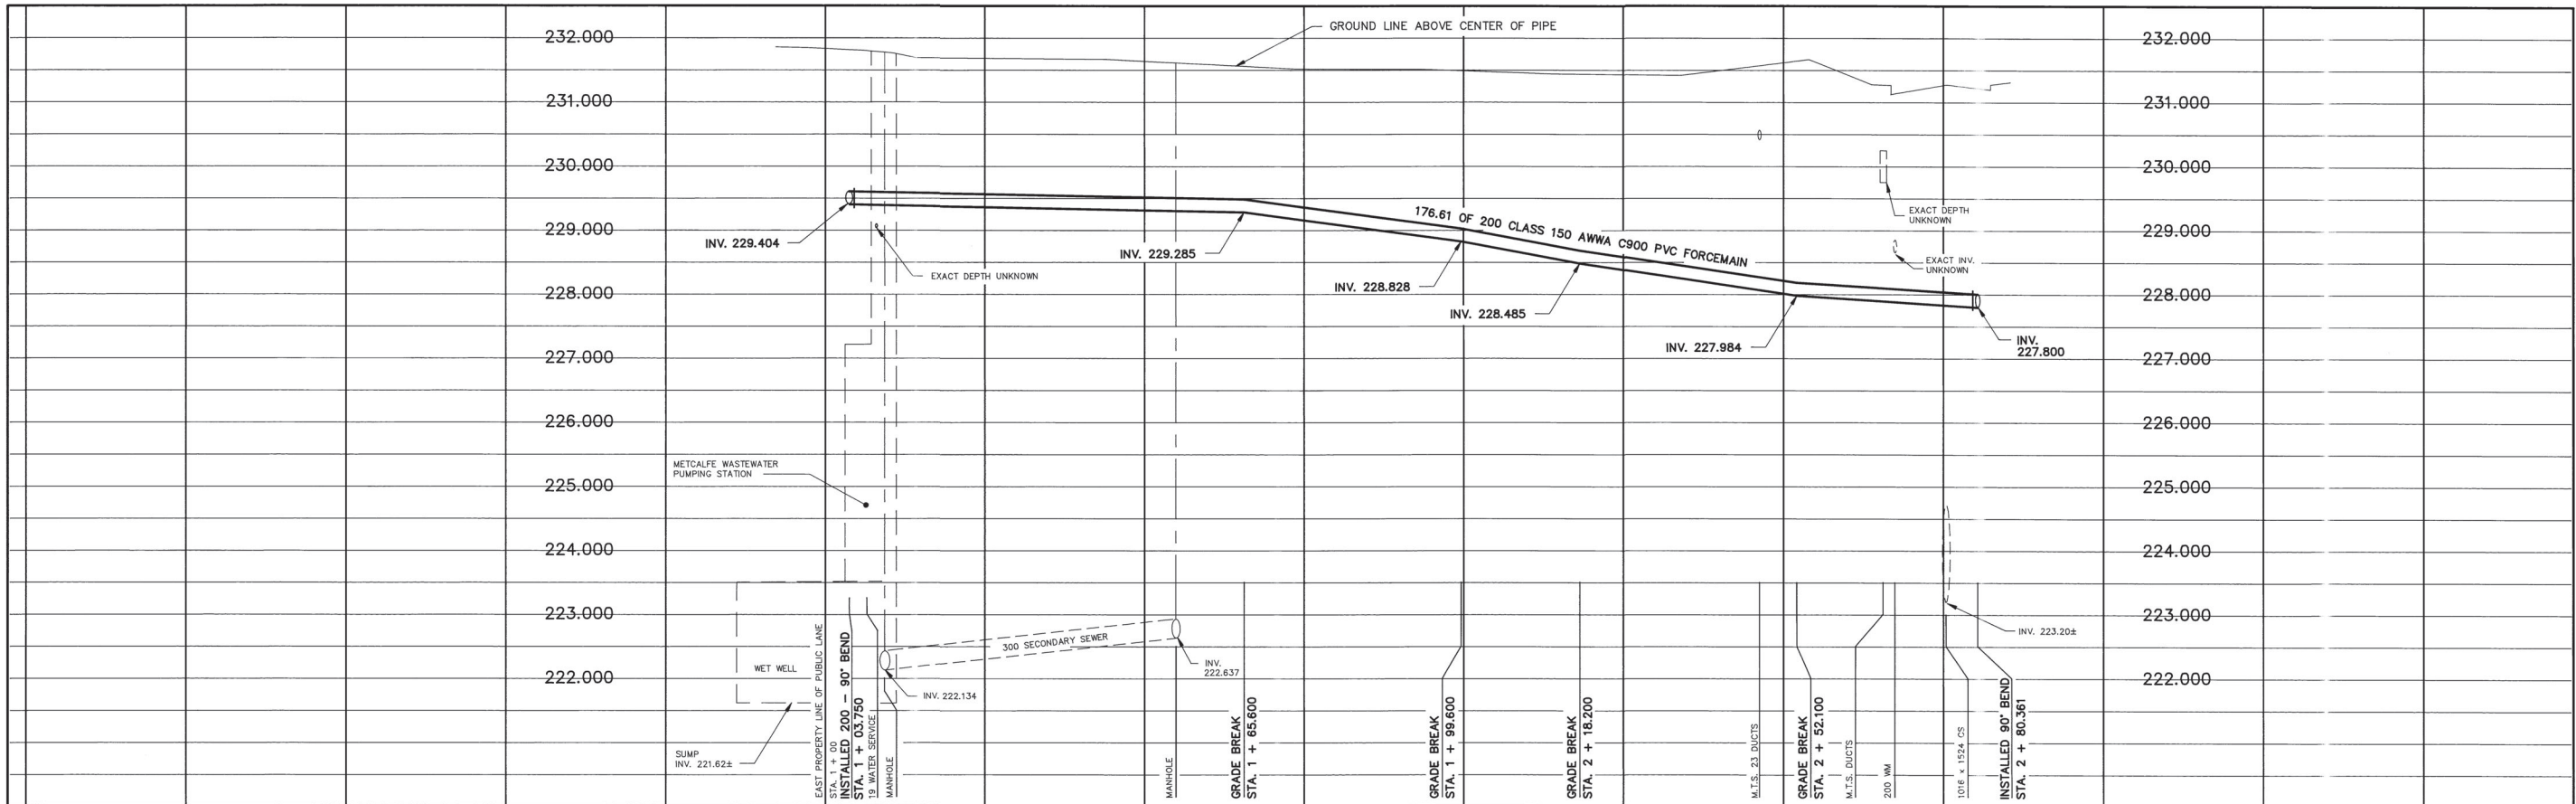 232.000
GROUND LINE ABOVE CENTER OF PIPE
232.000
231.000
231.000
230.000
230.000
176.61 OF 200 CLASS 150 AWWA C900 PVC FORCEMAIN
EXACT DEPTH
UNKNOWN
229.000
229.000
INV. 229.404
INV. 229.285
EXACT DEPTH UNKNOWN
EXACT INV.
UNKNOWN
228.000
228.000
INV. 228.828
INV. 228.485
INV. 227.984
INV.
227.800
227.000
227.000
226.000
226.000
METCALFE WASTEWATER
PUMPING STATION
225.000
225.000
224.000
224.000
223.000
223.000
INV. 223.20±
300 SECONDARY SEWER
WET WELL
INV.
222.637
222.000
222.000
INV. 222.134
SUMP
INV. 221.62±
EAST PROPERTY LINE OF PUBLIC LANE
STA. 1 + 00
INSTALLED 200 - 90° BEND
STA. 1 + 03.750
19 WATER SERVICE
MANHOLE
MANHOLE
GRADE BREAK
STA. 1 + 65.600
GRADE BREAK
STA. 1 + 99.600
GRADE BREAK
STA. 2 + 18.200
M.T.S. 23 DUCTS
GRADE BREAK
STA. 2 + 52.100
M.T.S. DUCTS
200 WM
1016 x 1524 CS
INSTALLED 90° BEND
STA. 2 + 80.361